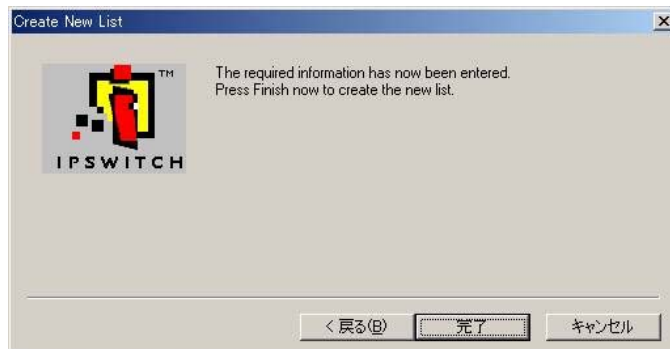 Create New List
TM
IPSWITCH
The required information has now been entered.
Press Finish now to create the new list.
< 戻る(B)
完了
キャンセル